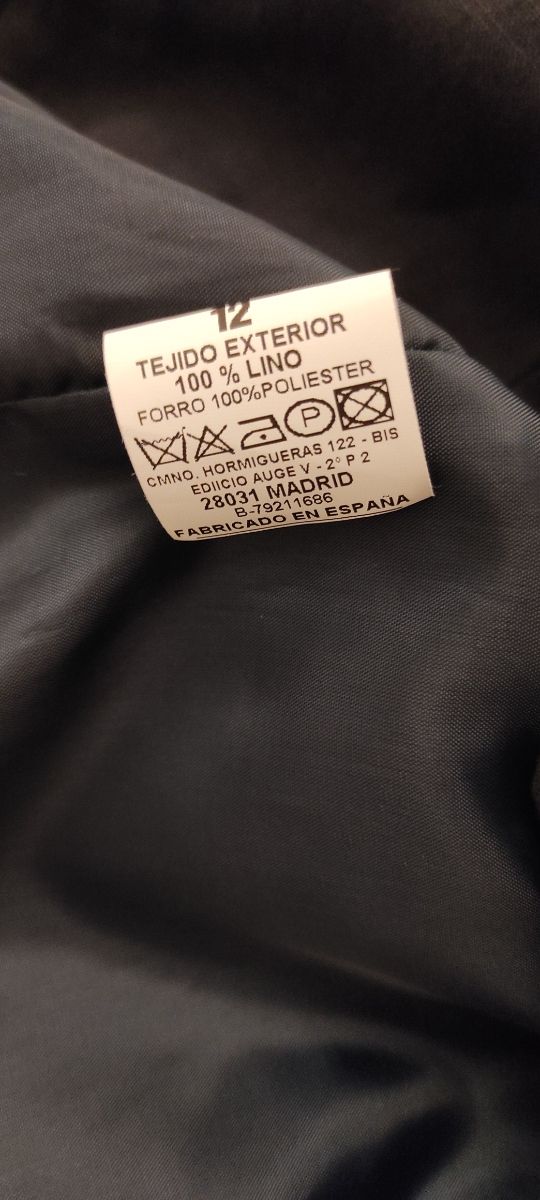 12
TEJIDO EXTERIOR
100 % LINO
FORRO 100%POLIESTER
P
CMNO. HORMIGUERAS 122 - BIS
EDIICIO AUGE V - 2º P 2
28031 MADRID
B-79211686
FABRICADO EN ESPAÑA